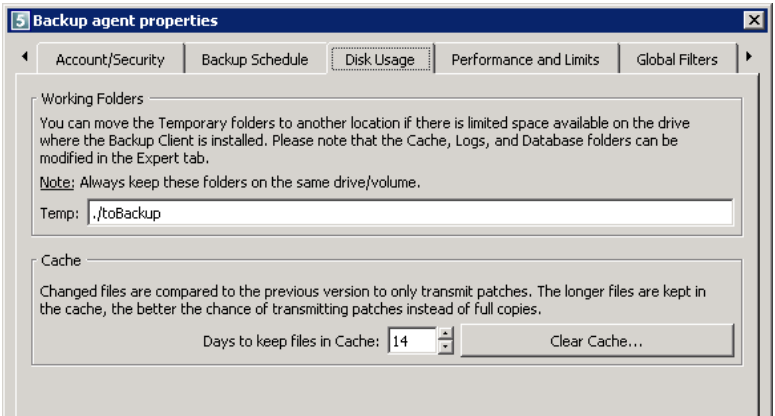 5 Backup agent properties
Account/Security Backup Schedule Disk Usage Performance and Limits Global Filters
Working Folders
You can move the Temporary folders to another location if there is limited space available on the drive
where the Backup Client is installed. Please note that the Cache, Logs, and Database folders can be
modified in the Expert tab.
Note: Always keep these folders on the same drive/volume.
Temp: ./toBackup
Cache
Changed files are compared to the previous version to only transmit patches. The longer files are kept in
the cache, the better the chance of transmitting patches instead of full copies.
Days to keep files in Cache: 14 Clear Cache...